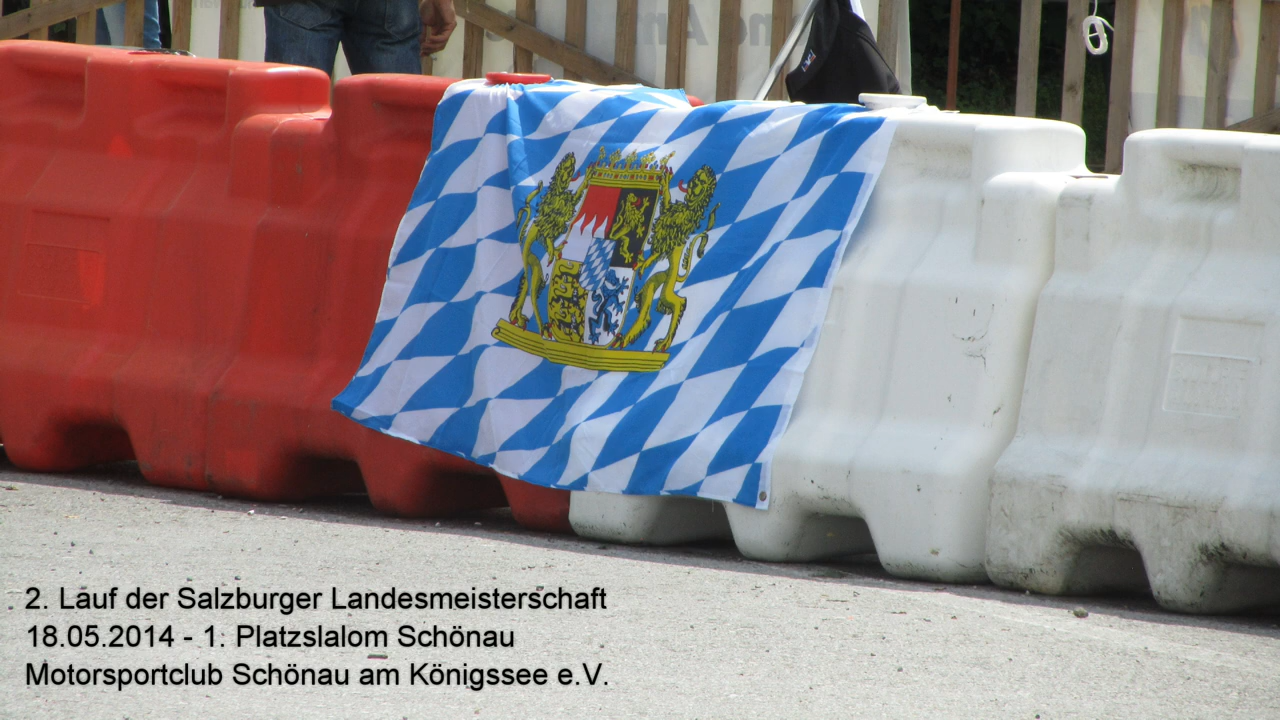 2. Lauf der Salzburger Landesmeisterschaft
18.05.2014 - 1. Platzslalom Schönau
Motorsportclub Schönau am Königssee e.V.